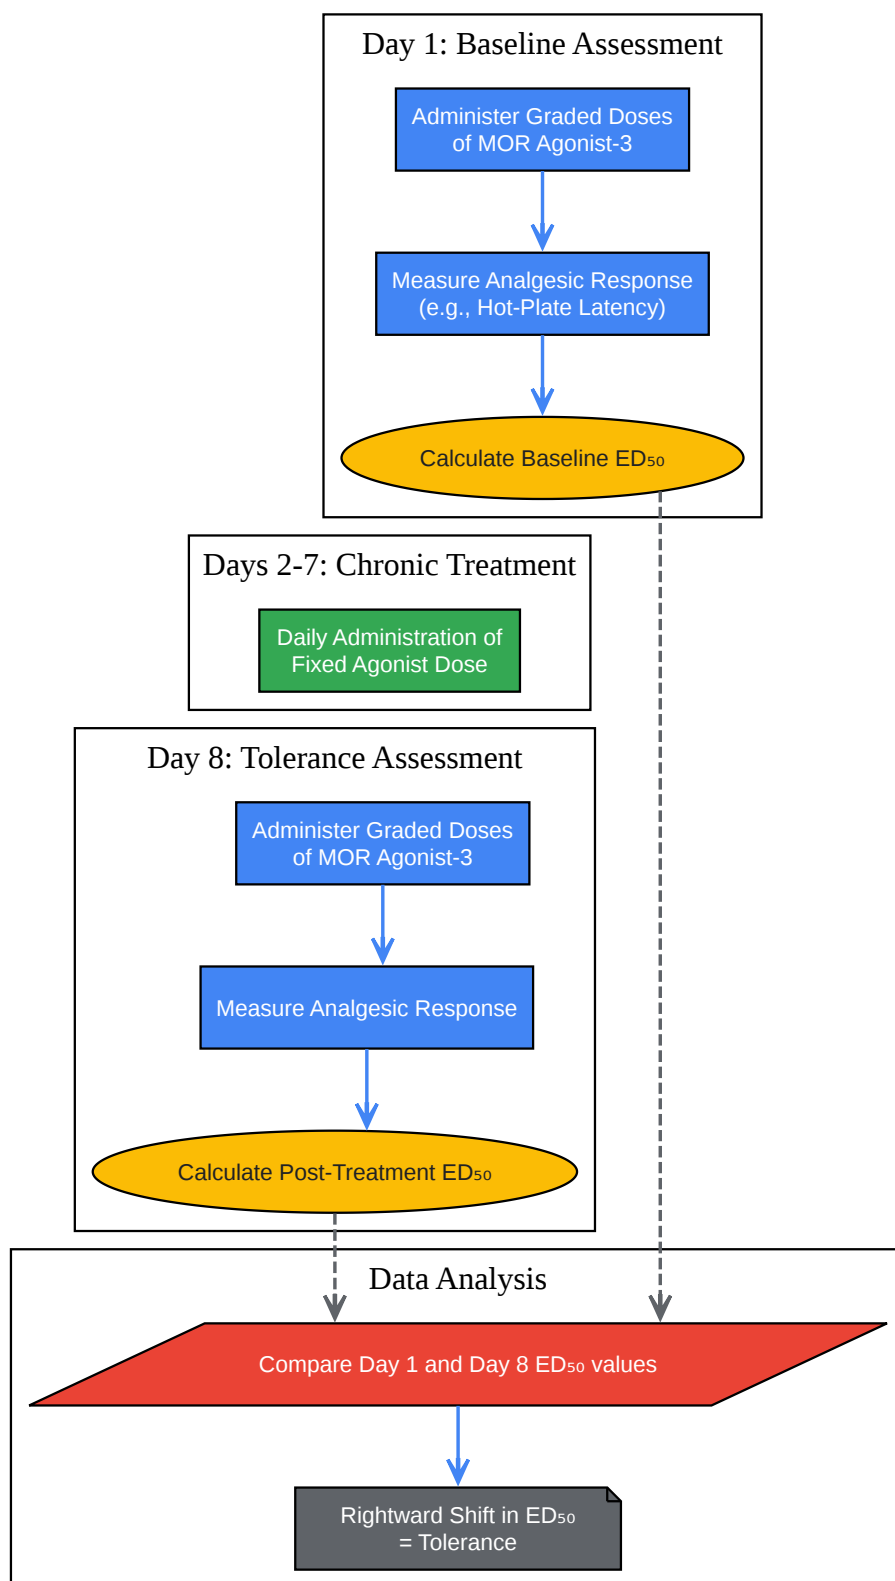 Day 1: Baseline Assessment
Administer Graded Doses
of MOR Agonist-3
Measure Analgesic Response
(e.g., Hot-Plate Latency)
Calculate Baseline ED₅₀
Days 2-7: Chronic Treatment
Daily Administration of
Fixed Agonist Dose
Day 8: Tolerance Assessment
Administer Graded Doses
of MOR Agonist-3
Measure Analgesic Response
Calculate Post-Treatment ED₅₀
Data Analysis
Compare Day 1 and Day 8 ED₅₀ values
Rightward Shift in ED₅₀
= Tolerance